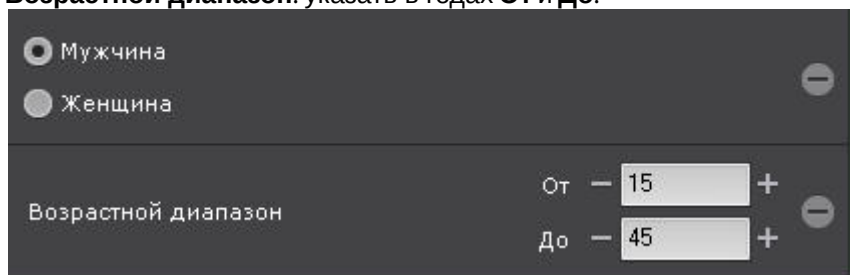 Возрастной диапазон: указать в годах От и До.
Мужчина
Женщина
От − 15 +
Возрастной диапазон
До − 45 +